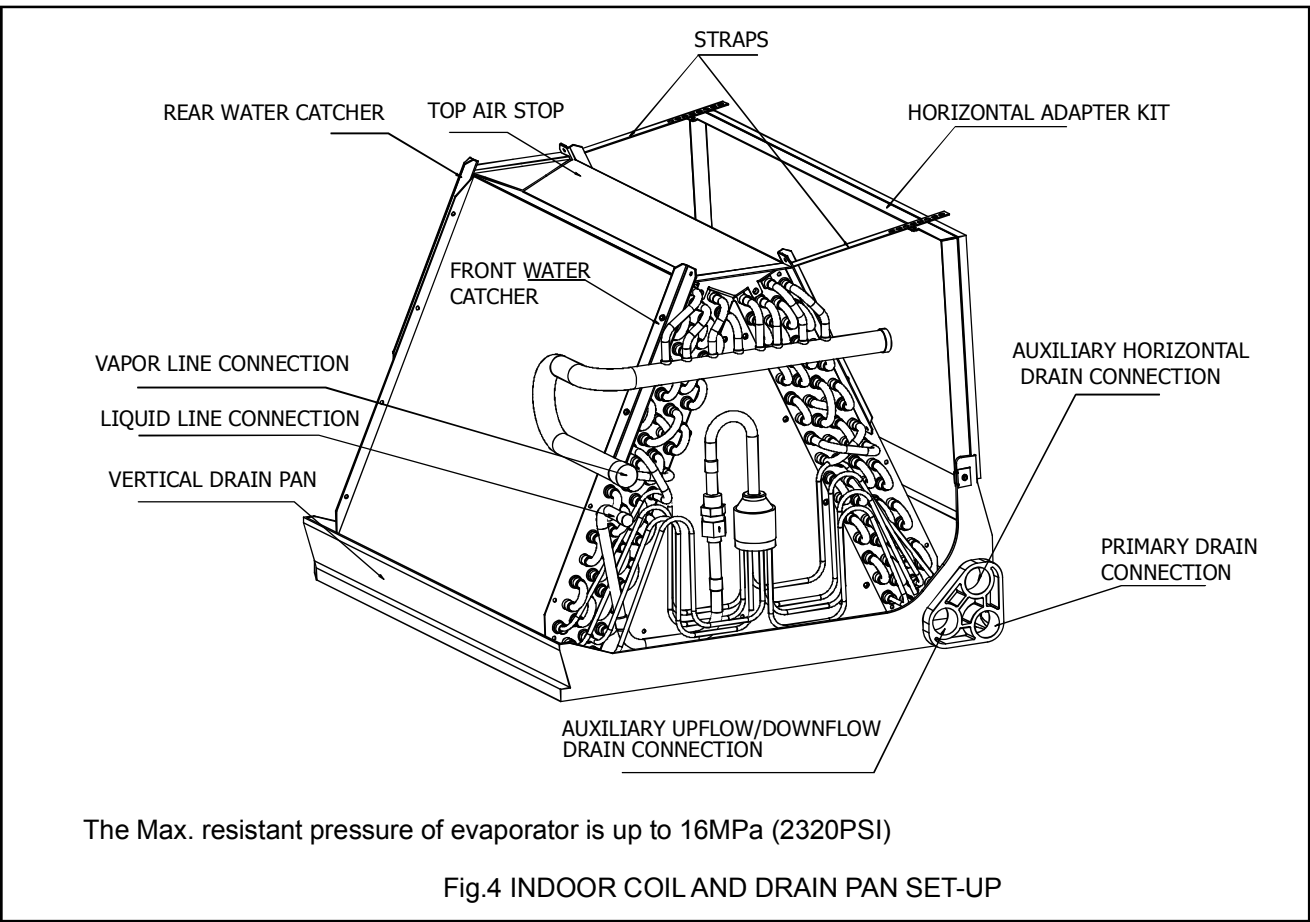 STRAPS
REAR WATER CATCHER
TOP AIR STOP
HORIZONTAL ADAPTER KIT
FRONT WATER
CATCHER
VAPOR LINE CONNECTION
AUXILIARY HORIZONTAL
DRAIN CONNECTION
LIQUID LINE CONNECTION
VERTICAL DRAIN PAN
PRIMARY DRAIN
CONNECTION
AUXILIARY UPFLOW/DOWNFLOW
DRAIN CONNECTION
The Max. resistant pressure of evaporator is up to 16MPa (2320PSI)
Fig.4 INDOOR COIL AND DRAIN PAN SET-UP